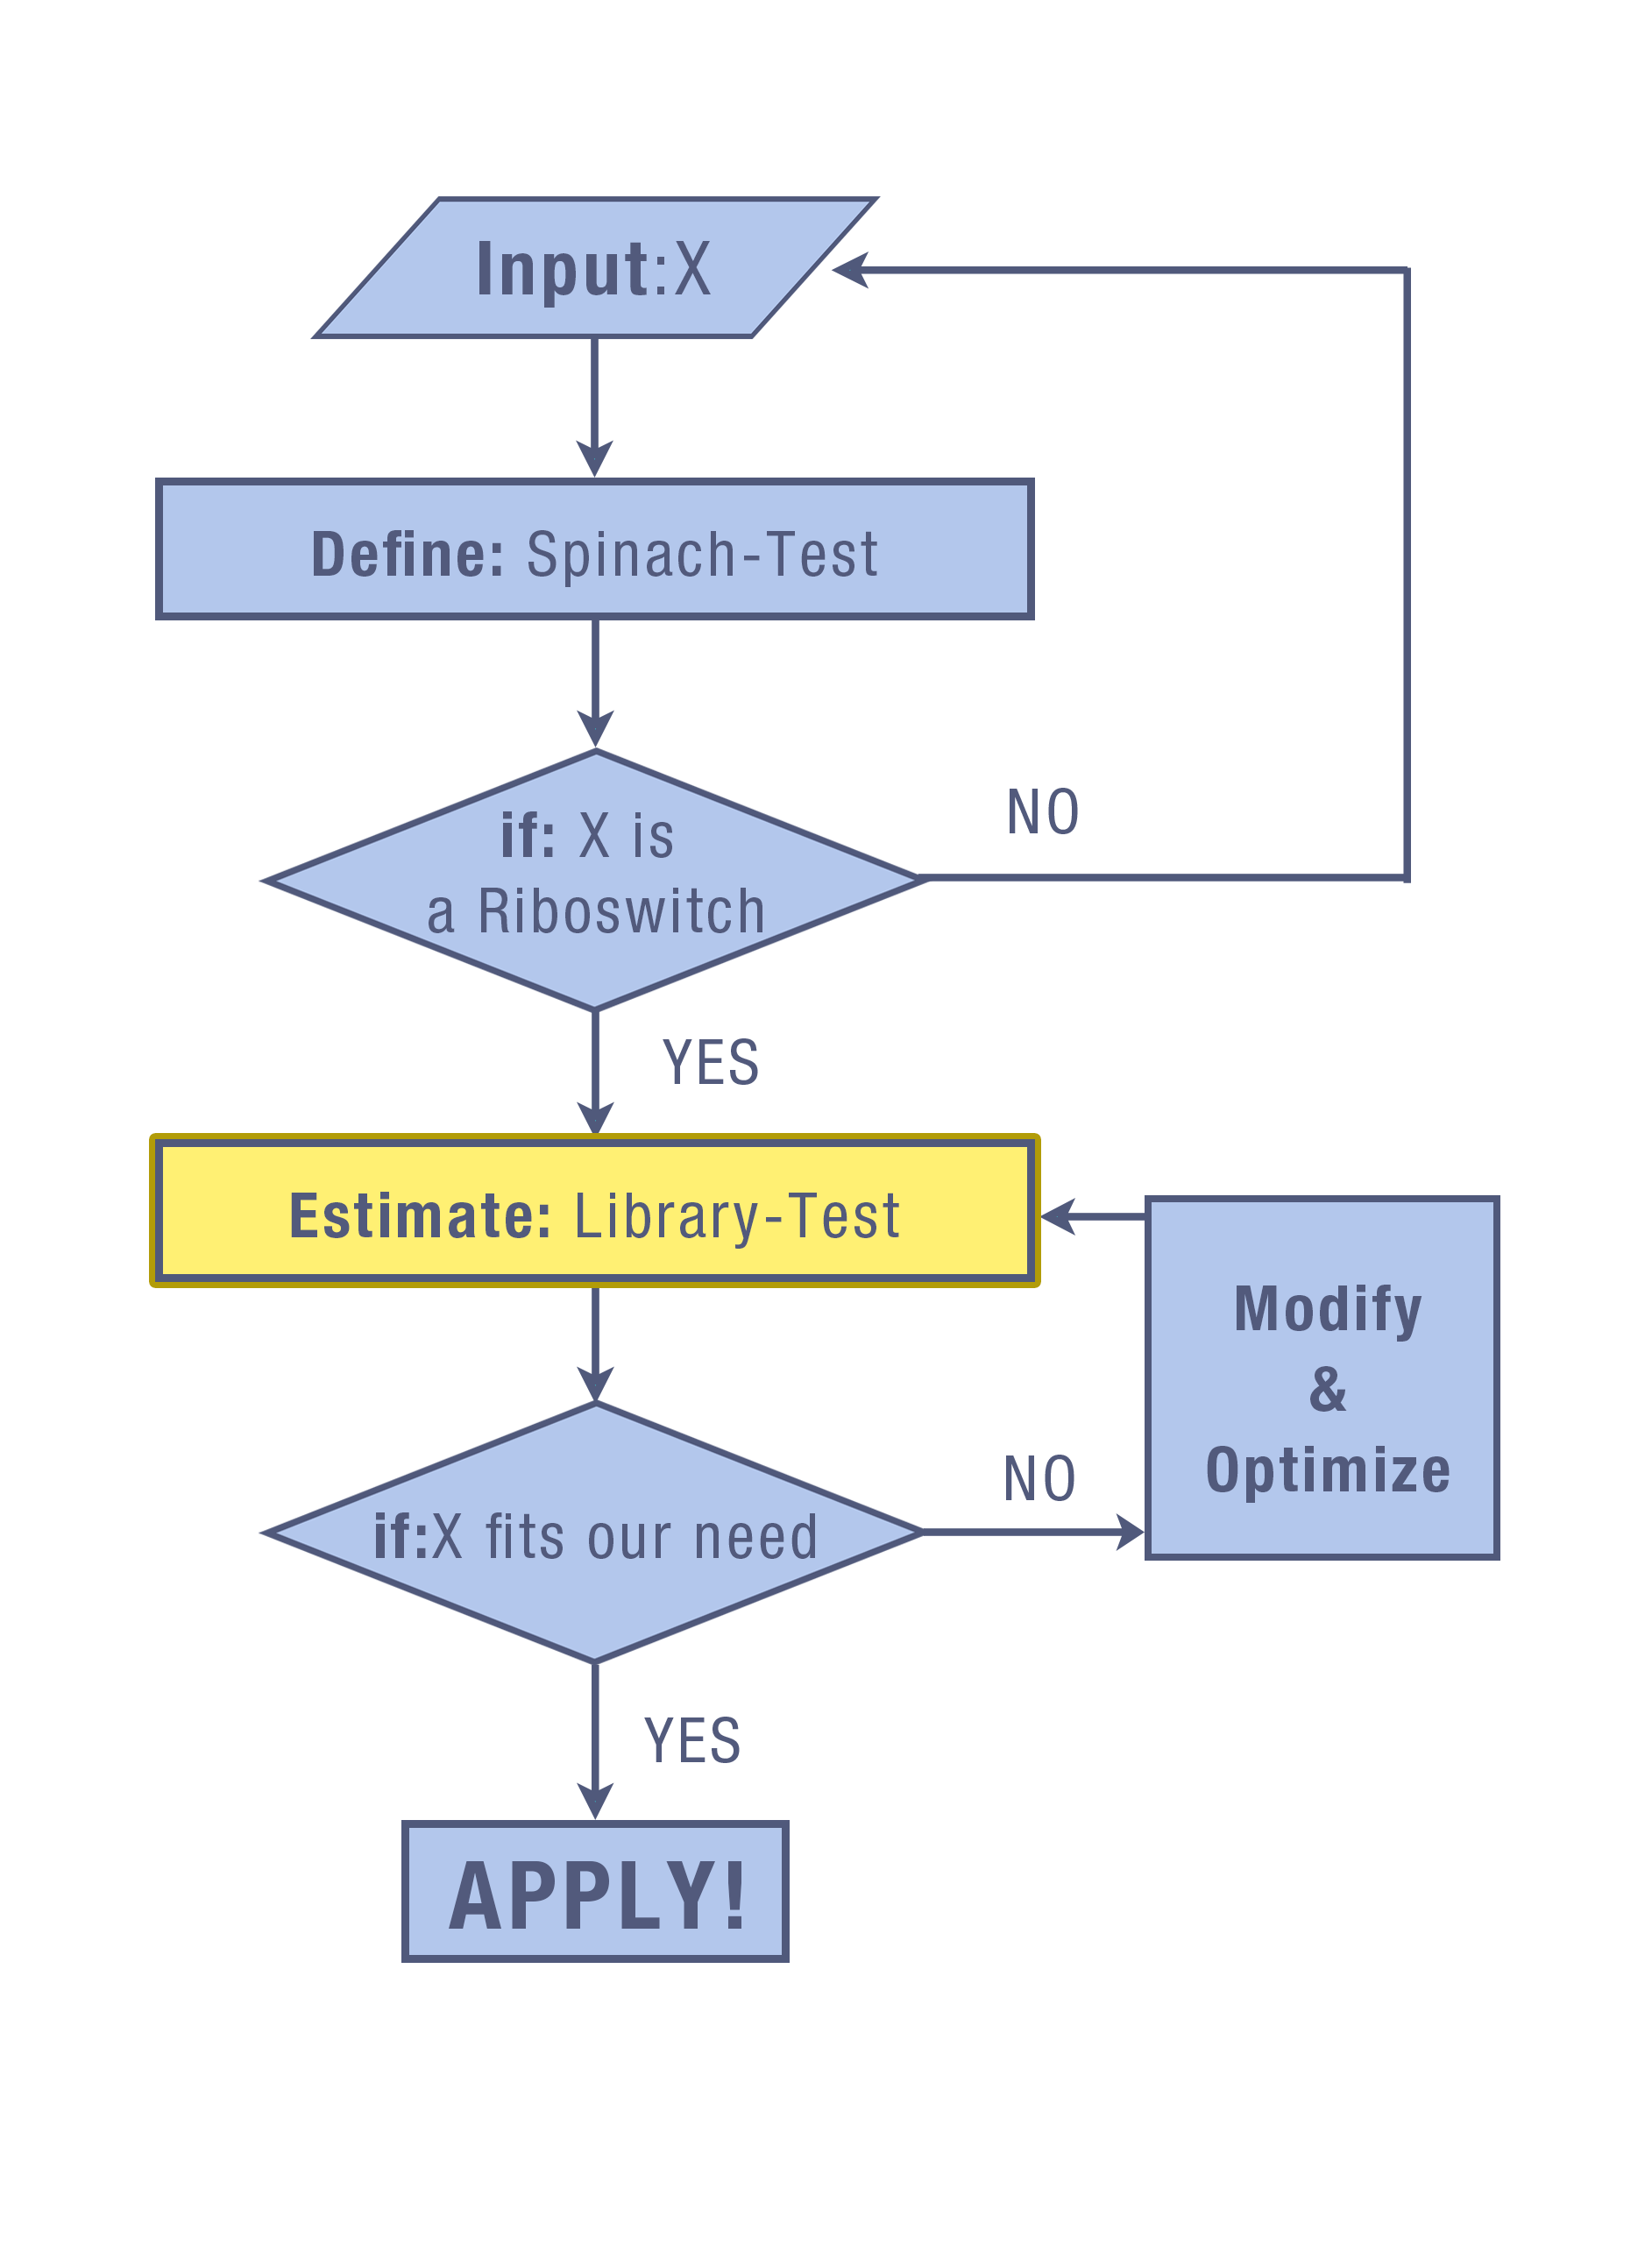 Input:X
Define: Spinach-Test
if: X is
a Riboswitch
NO
YES
Estimate: Library-Test
Modify
&
Optimize
if:X fits our need
NO
YES
APPLY!